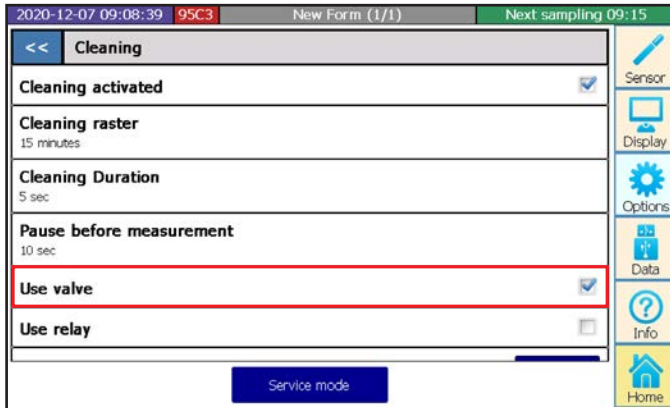 2020-12-07 09:08:39 95C3 New Form (1/1) Next sampling 09:15
<< Cleaning
Cleaning activated
Cleaning raster
15 minutes
Cleaning Duration
5 sec
Pause before measurement
10 sec
Use valve
Use relay
Service mode
Sensor
Display
Options
Data
Info
Home